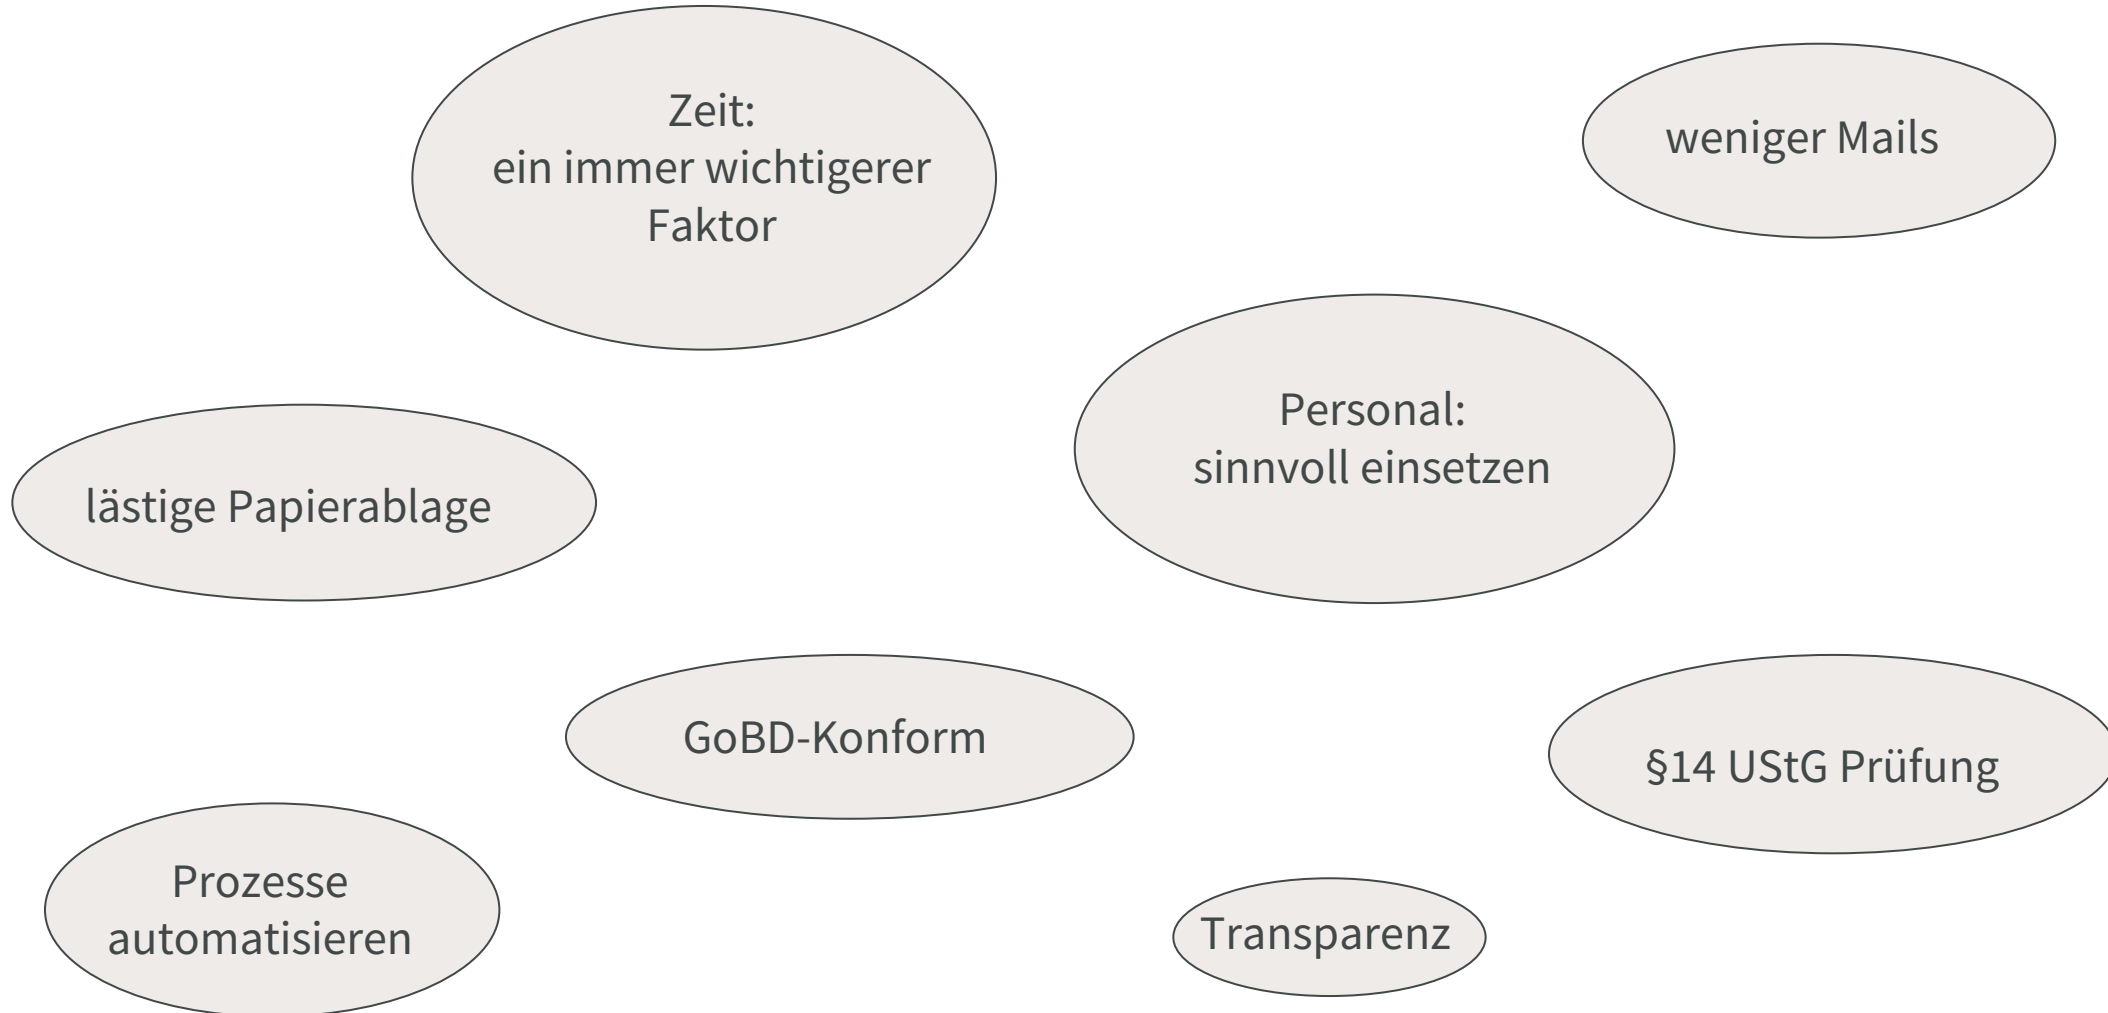 Zeit:
ein immer wichtigerer
Faktor
weniger Mails
Personal:
sinnvoll einsetzen
lästige Papierablage
GoBD-Konform
§14 UStG Prüfung
Prozesse
automatisieren
Transparenz